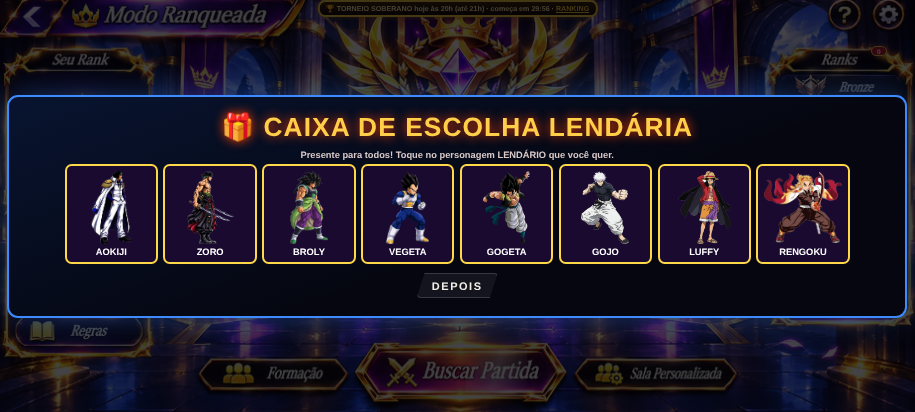 Modo Ranqueada
TORNEIO SOBERANO hoje às 20h (até 21h) · começa em 29:56 · RANKING
?
Seu Rank
Ranks
0
Bronze
CAIXA DE ESCOLHA LENDÁRIA
Presente para todos! Toque no personagem LENDÁRIO que você quer.
AOKIJI
ZORO
BROLY
VEGETA
GOGETA
GOJO
LUFFY
RENGOKU
DEPOIS
Regras
Formação
Buscar Partida
Sala Personalizada